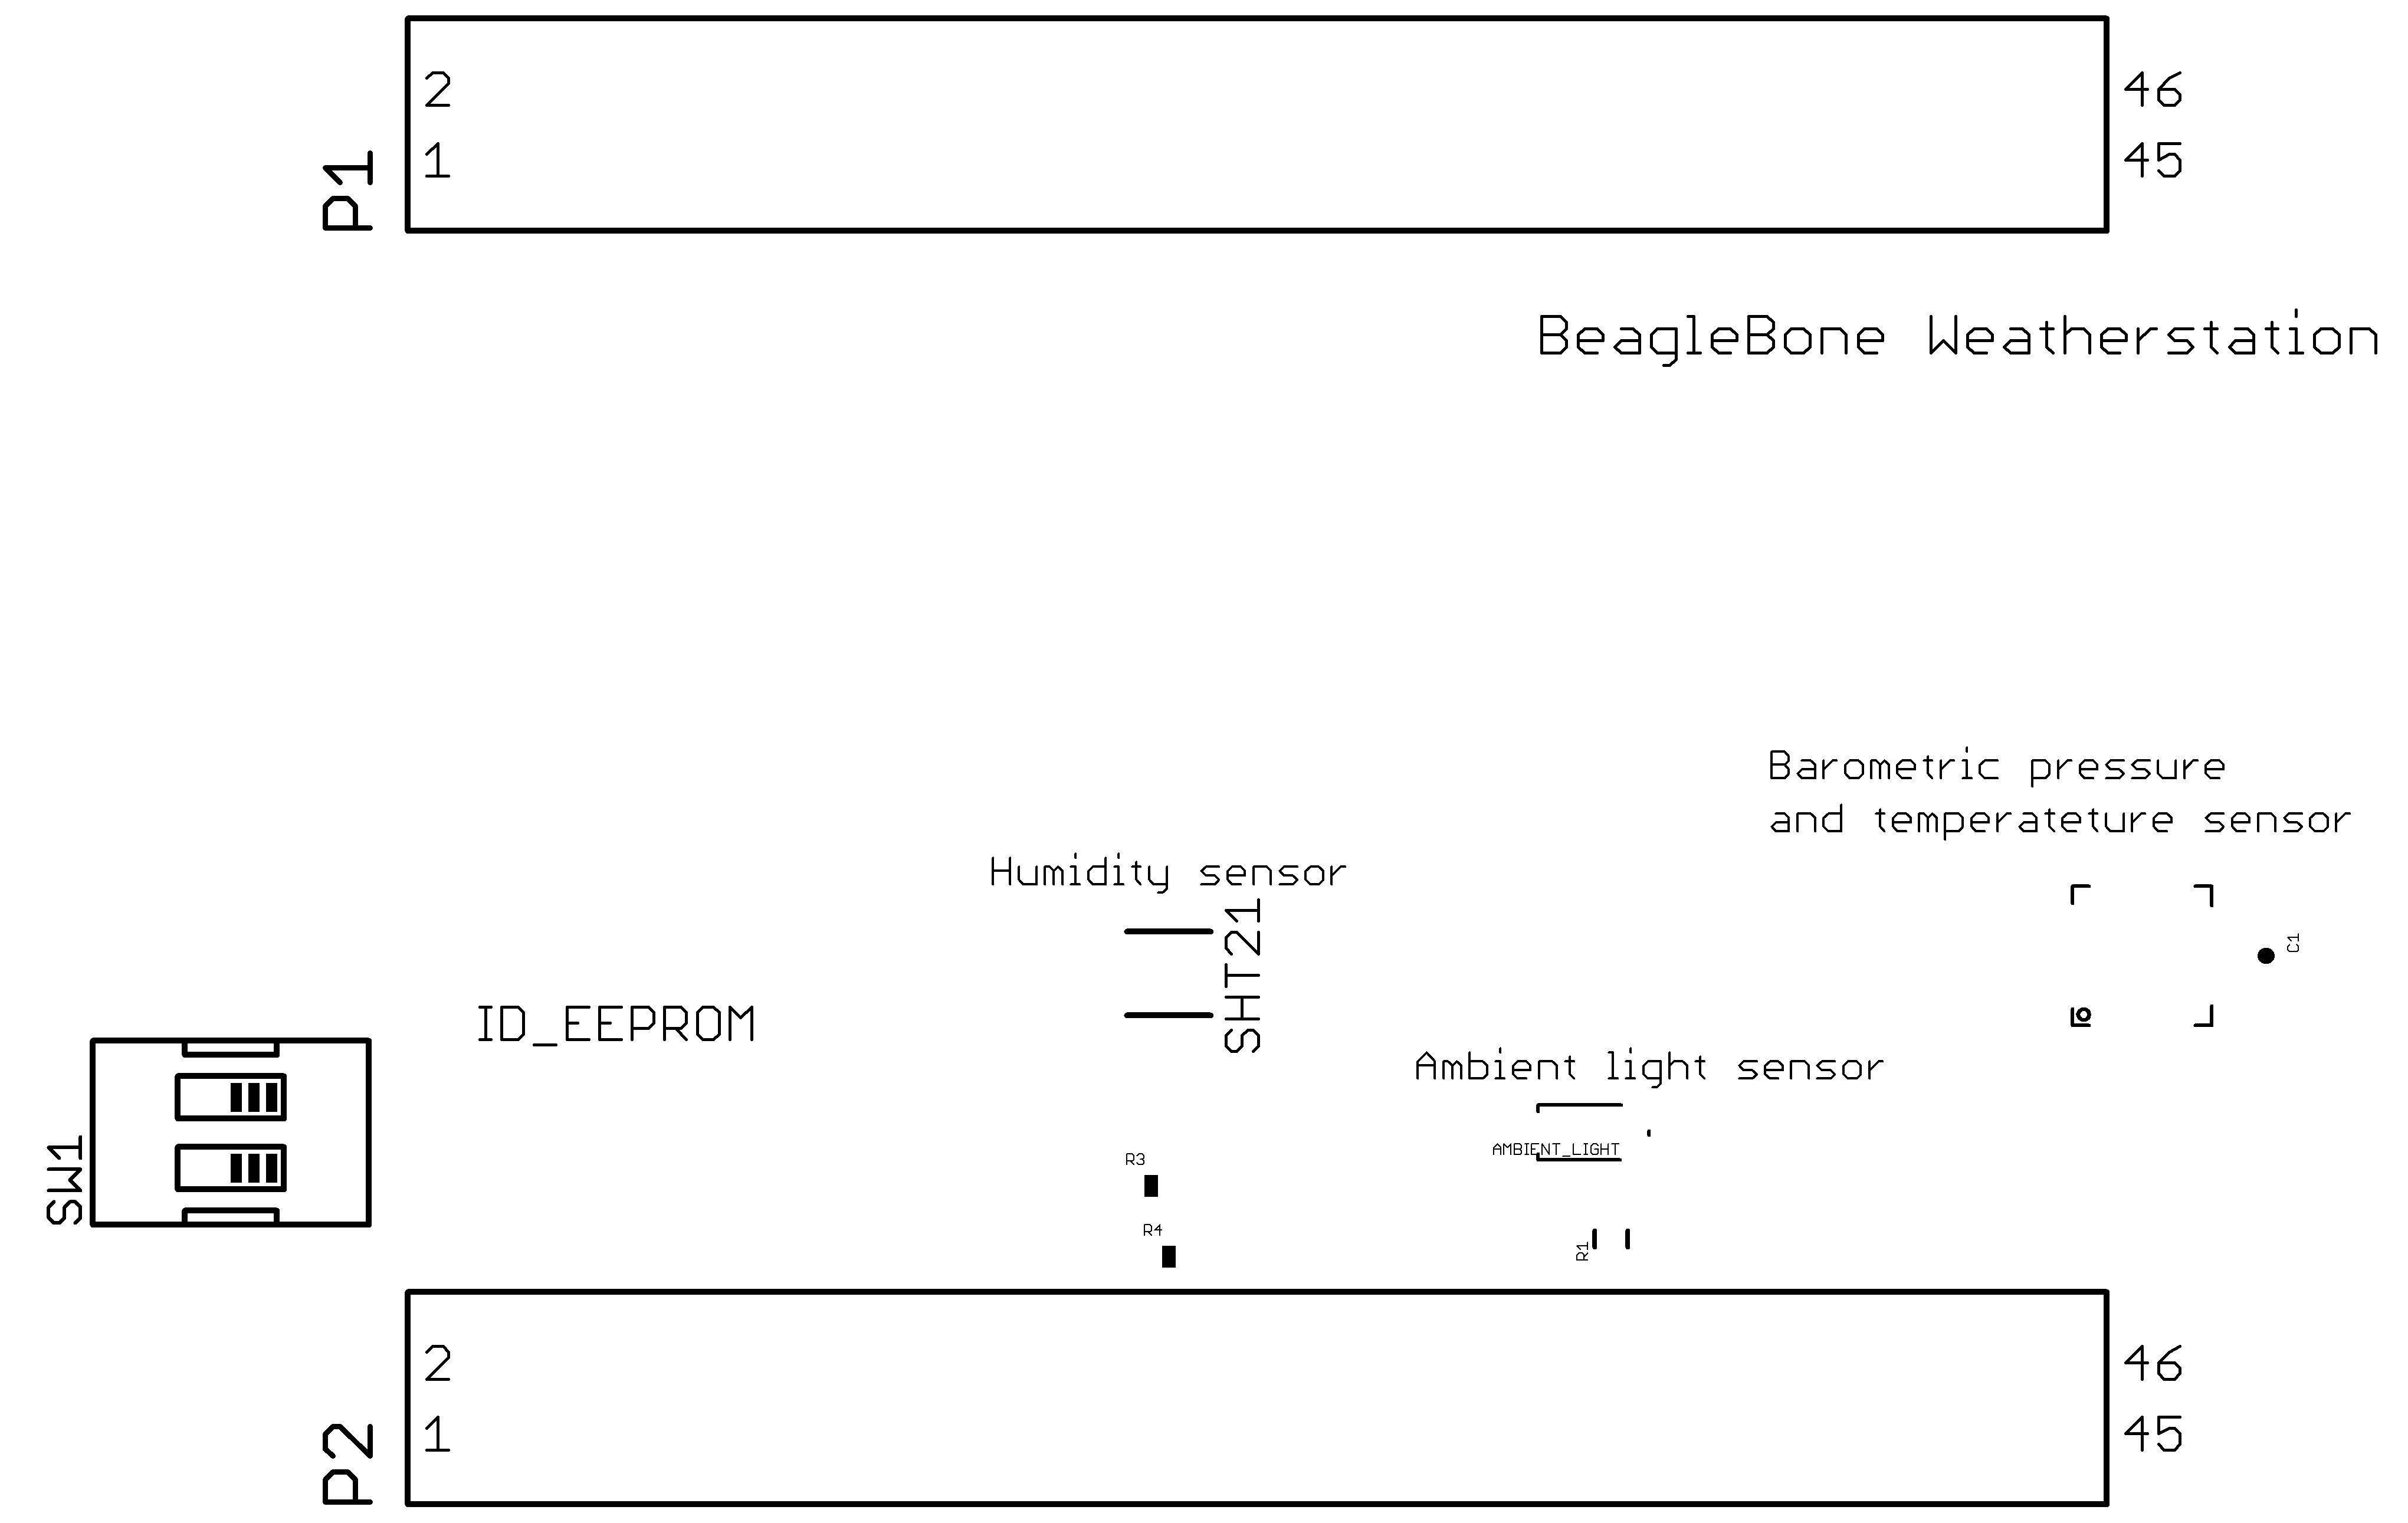 2 46
1 45
P1
BeagleBone Weatherstation
Barometric pressure
and temperateture sensor
Humidity sensor
SHT21
C1
ID_EEPROM
Ambient light sensor
AMBIENT_LIGHT
SW1
R3
R4
R1
2 46
1 45
P2